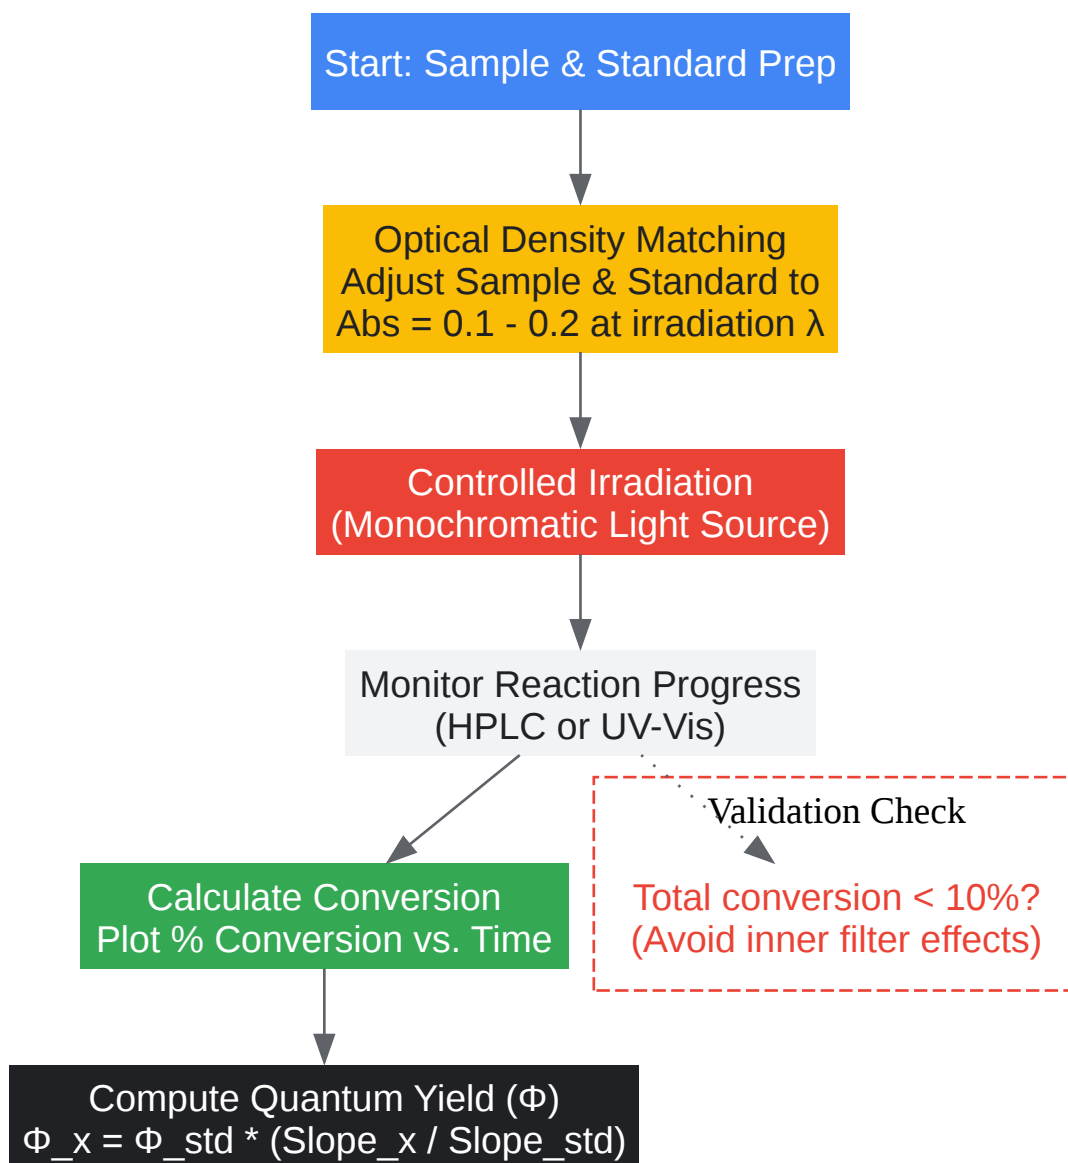 Start: Sample & Standard Prep
Optical Density Matching
Adjust Sample & Standard to
Abs = 0.1 - 0.2 at irradiation λ
Controlled Irradiation
(Monochromatic Light Source)
Monitor Reaction Progress
(HPLC or UV-Vis)
Validation Check
Total conversion < 10%?
(Avoid inner filter effects)
Calculate Conversion
Plot % Conversion vs. Time
Compute Quantum Yield (Φ)
Φ_x = Φ_std * (Slope_x / Slope_std)